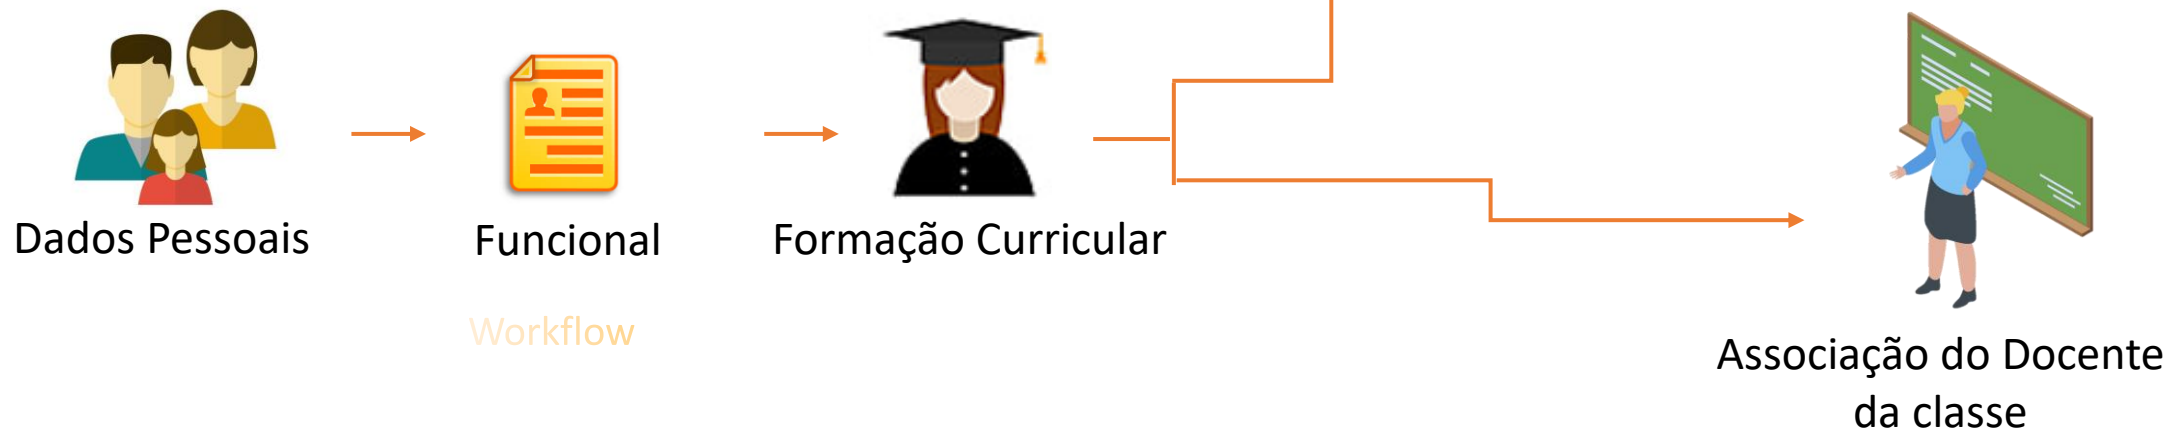 Dados Pessoais
Funcional
Formação Curricular
Workflow
Associação do Docente
da classe